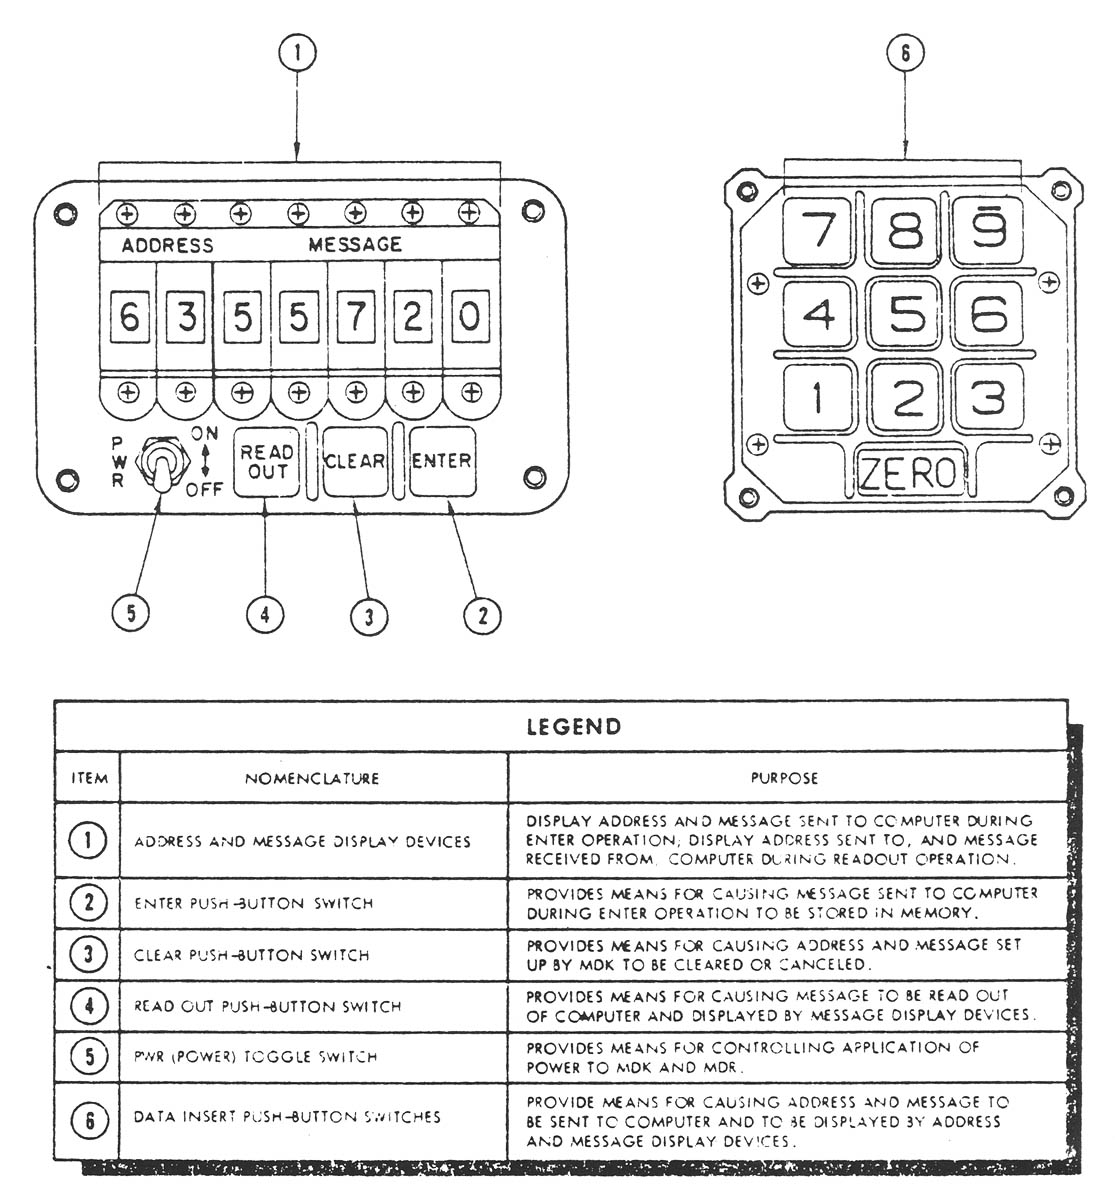 1
6
ADDRESS MESSAGE
6 3 5 5 7 2 0
PWR
ON
OFF
READ
OUT
CLEAR
ENTER
7 8 9
4 5 6
1 2 3
ZERO
5
4
3
2
LEGEND
ITEM NOMENCLATURE PURPOSE
1 ADDRESS AND MESSAGE DISPLAY DEVICES
DISPLAY ADDRESS AND MESSAGE SENT TO COMPUTER DURING
ENTER OPERATION; DISPLAY ADDRESS SENT TO, AND MESSAGE
RECEIVED FROM, COMPUTER DURING READOUT OPERATION.
2 ENTER PUSH-BUTTON SWITCH
PROVIDES MEANS FOR CAUSING MESSAGE SENT TO COMPUTER
DURING ENTER OPERATION TO BE STORED IN MEMORY.
3 CLEAR PUSH-BUTTON SWITCH
PROVIDES MEANS FOR CAUSING ADDRESS AND MESSAGE SET
UP BY MDK TO BE CLEARED OR CANCELED.
4 READ OUT PUSH-BUTTON SWITCH
PROVIDES MEANS FOR CAUSING MESSAGE TO BE READ OUT
OF COMPUTER AND DISPLAYED BY MESSAGE DISPLAY DEVICES.
5 PWR (POWER) TOGGLE SWITCH
PROVIDES MEANS FOR CONTROLLING APPLICATION OF
POWER TO MDK AND MDR.
6 DATA INSERT PUSH-BUTTON SWITCHES
PROVIDE MEANS FOR CAUSING ADDRESS AND MESSAGE TO
BE SENT TO COMPUTER AND TO BE DISPLAYED BY ADDRESS
AND MESSAGE DISPLAY DEVICES.